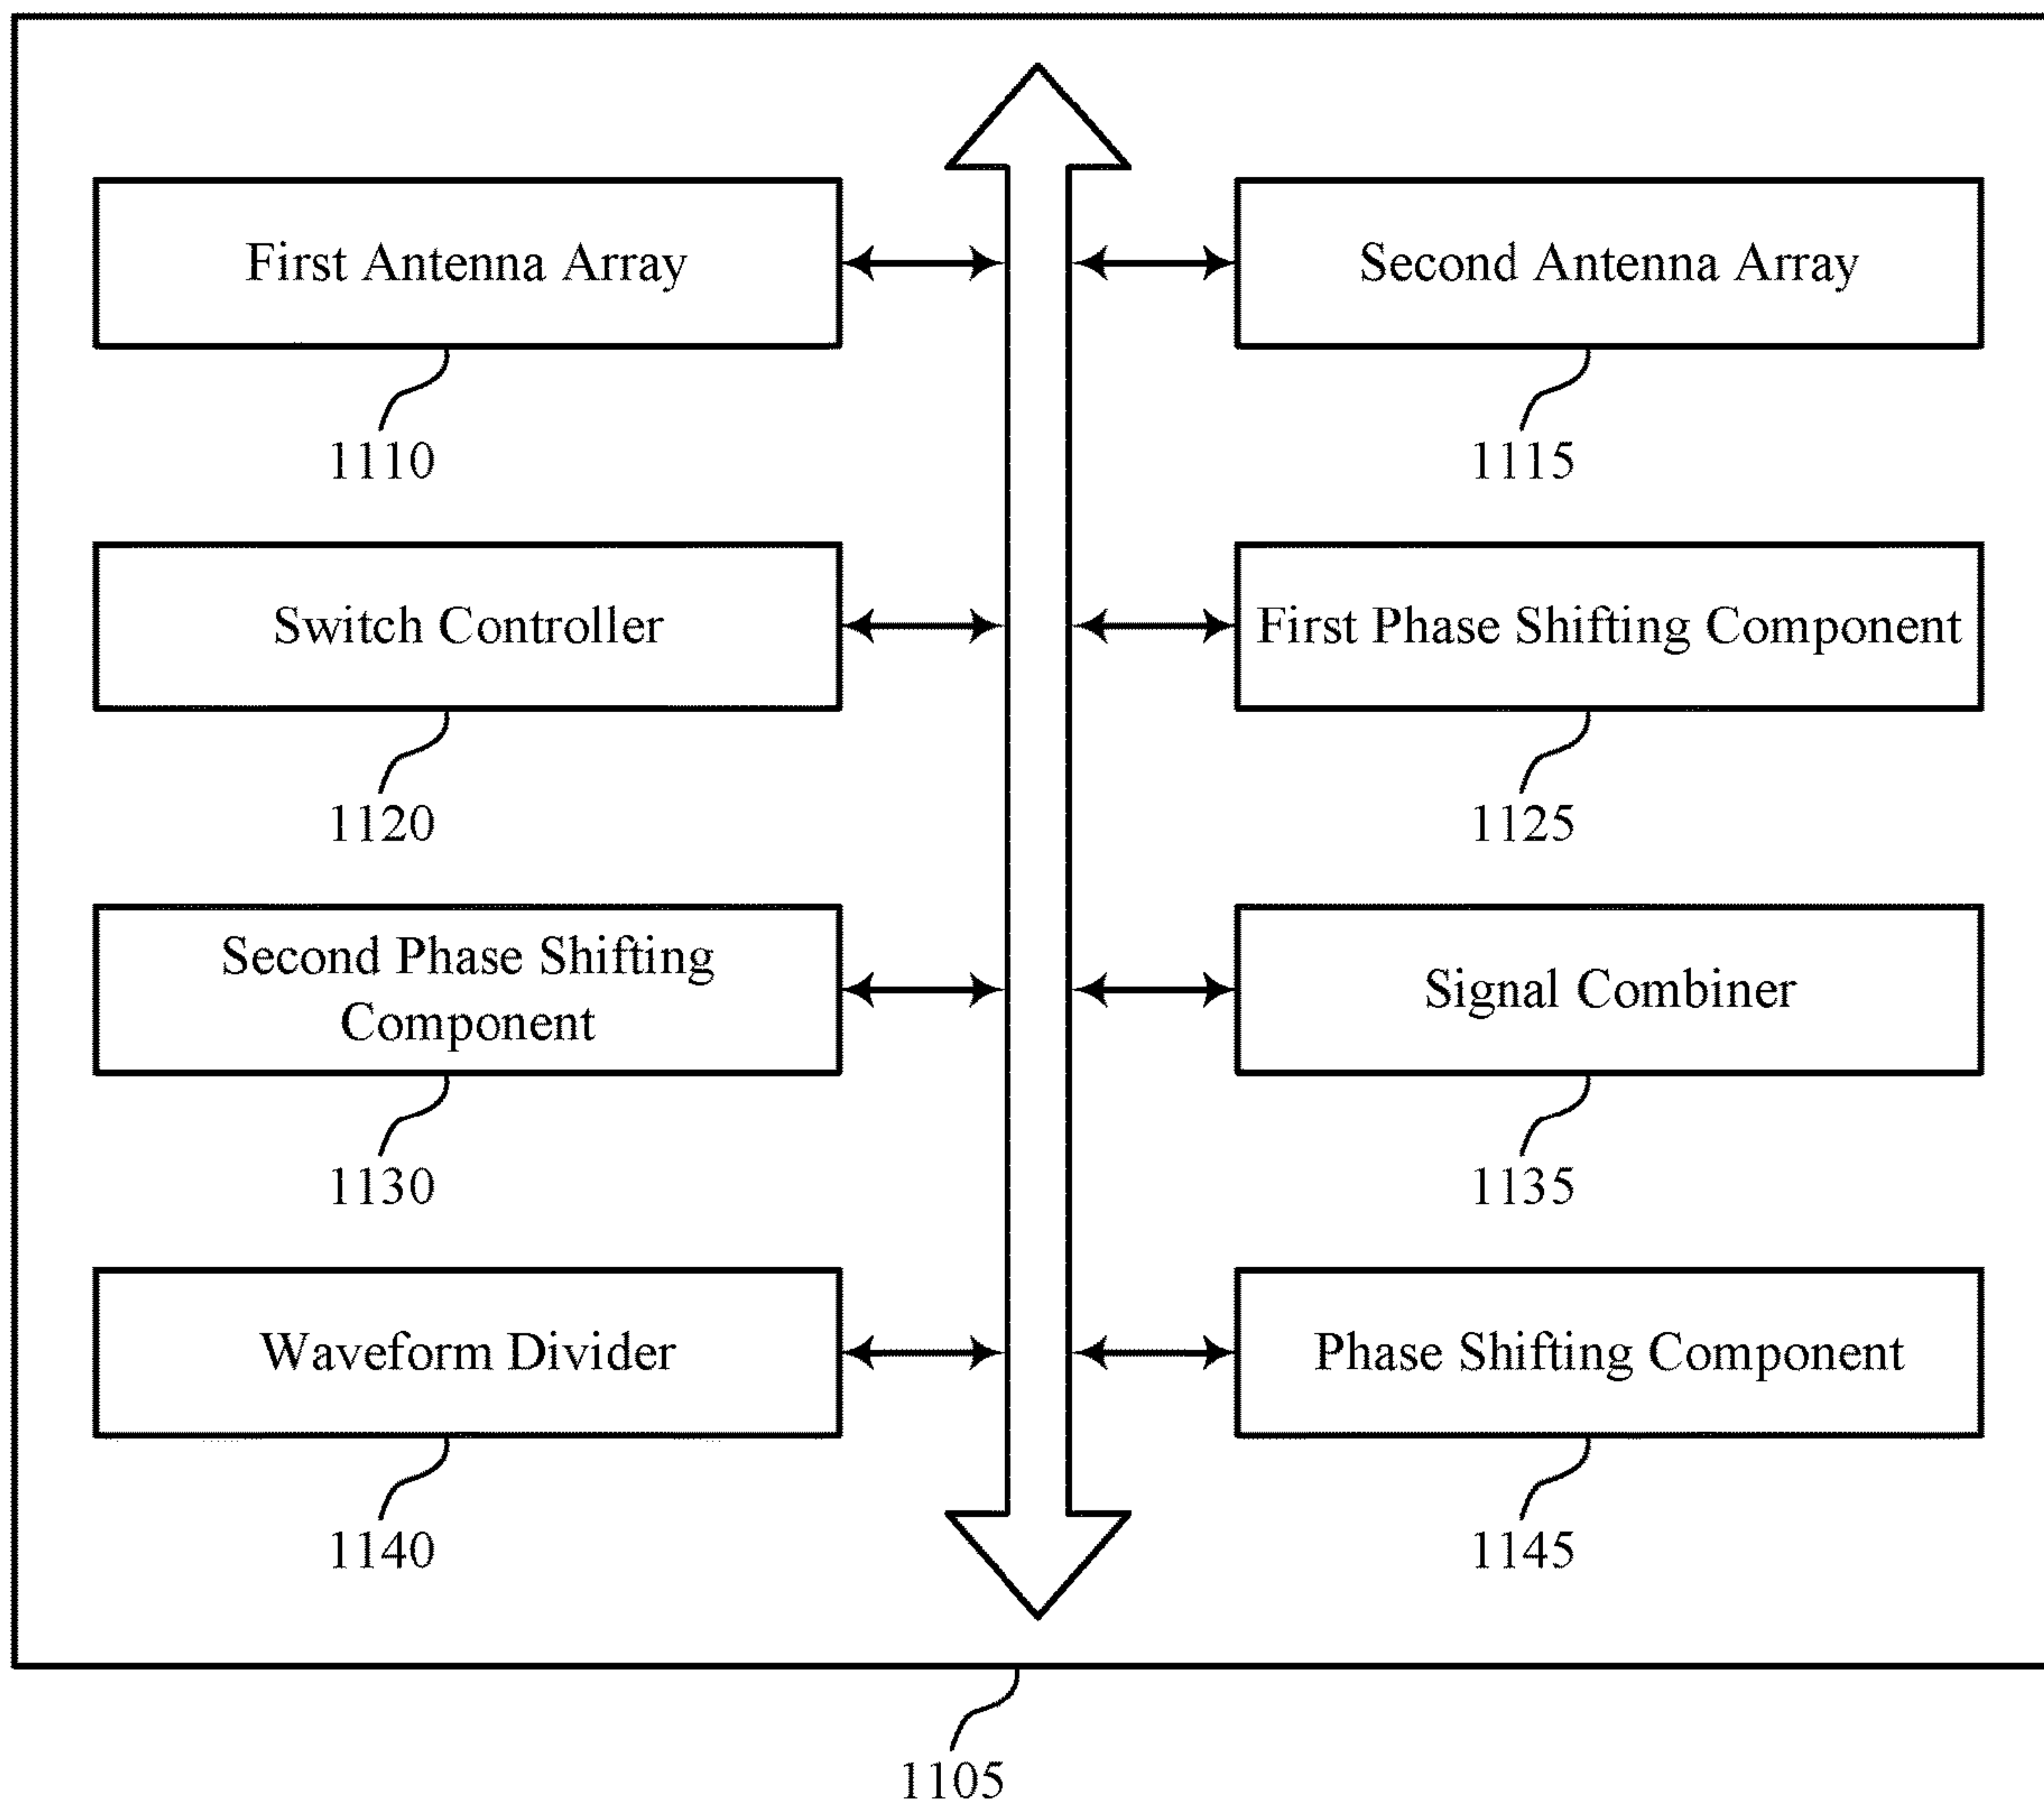 First Antenna Array
Second Antenna Array
1110
1115
Switch Controller
First Phase Shifting Component
1120
1125
Second Phase Shifting
Component
Signal Combiner
1130
1135
Waveform Divider
Phase Shifting Component
1140
1145
1105